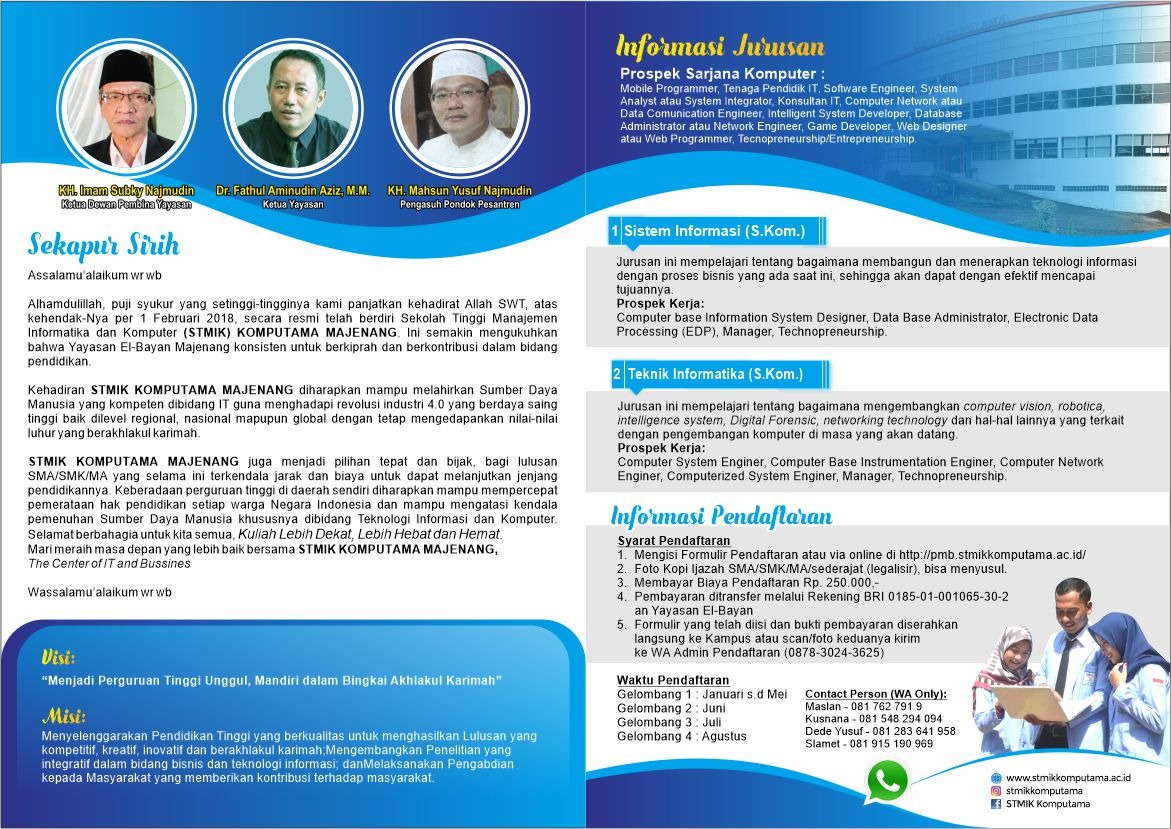 KH. Imam Subky Najmudin
Ketua Dewan Pembina Yayasan
Dr. Fathul Aminudin Aziz, M.M.
Ketua Yayasan
KH. Mahsun Yusuf Najmudin
Pengasuh Pondok Pesantren
Sekapur Sirih
Assalamu'alaikum wr wb
Alhamdulillah, puji syukur yang setinggi-tingginya kami panjatkan kehadirat Allah SWT, atas
kehendak-Nya per 1 Februari 2018, secara resmi telah berdiri Sekolah Tinggi Manajemen
Informatika dan Komputer (STMIK) KOMPUTAMA MAJENANG. Ini semakin mengukuhkan
bahwa Yayasan El-Bayan Majenang konsisten untuk berkiprah dan berkontribusi dalam bidang
pendidikan.
Kehadiran STMIK KOMPUTAMA MAJENANG diharapkan mampu melahirkan Sumber Daya
Manusia yang kompeten dibidang IT guna menghadapi revolusi industri 4.0 yang berdaya saing
tinggi baik dilevel regional, nasional mapupun global dengan tetap mengedapankan nilai-nilai
luhur yang berakhlakul karimah.
STMIK KOMPUTAMA MAJENANG juga menjadi pilihan tepat dan bijak, bagi lulusan
SMA/SMK/MA yang selama ini terkendala jarak dan biaya untuk dapat melanjutkan jenjang
pendidikannya. Keberadaan perguruan tinggi di daerah sendiri diharapkan mampu mempercepat
pemerataan hak pendidikan setiap warga Negara Indonesia dan mampu mengatasi kendala
pemenuhan Sumber Daya Manusia khususnya dibidang Teknologi Informasi dan Komputer.
Selamat berbahagia untuk kita semua, Kuliah Lebih Dekat, Lebih Hebat dan Hemat.
Mari meraih masa depan yang lebih baik bersama STMIK KOMPUTAMA MAJENANG,
The Center of IT and Bussines
Wassalamu'alaikum wr wb
Visi:
“Menjadi Perguruan Tinggi Unggul, Mandiri dalam Bingkai Akhlakul Karimah”
Misi:
Menyelenggarakan Pendidikan Tinggi yang berkualitas untuk menghasilkan Lulusan yang
kompetitif, kreatif, inovatif dan berakhlakul karimah;Mengembangkan Penelitian yang
integratif dalam bidang bisnis dan teknologi informasi; danMelaksanakan Pengabdian
kepada Masyarakat yang memberikan kontribusi terhadap masyarakat.
Informasi Jurusan
Prospek Sarjana Komputer :
Mobile Programmer, Tenaga Pendidik IT, Software Engineer, System
Analyst atau System Integrator, Konsultan IT, Computer Network atau
Data Comunication Engineer, Intelligent System Developer, Database
Administrator atau Network Engineer, Game Developer, Web Designer
atau Web Programmer, Tecnopreneurship/Entrepreneurship.
1 Sistem Informasi (S.Kom.)
Jurusan ini mempelajari tentang bagaimana membangun dan menerapkan teknologi informasi
dengan proses bisnis yang ada saat ini, sehingga akan dapat dengan efektif mencapai
tujuannya.
Prospek Kerja:
Computer base Information System Designer, Data Base Administrator, Electronic Data
Processing (EDP), Manager, Technopreneurship.
2 Teknik Informatika (S.Kom.)
Jurusan ini mempelajari tentang bagaimana mengembangkan computer vision, robotica,
intelligence system, Digital Forensic, networking technology dan hal-hal lainnya yang terkait
dengan pengembangan komputer di masa yang akan datang.
Prospek Kerja:
Computer System Enginer, Computer Base Instrumentation Enginer, Computer Network
Enginer, Computerized System Enginer, Manager, Technopreneurship.
Informasi Pendaftaran
Syarat Pendaftaran
1. Mengisi Formulir Pendaftaran atau via online di http://pmb.stmikkomputama.ac.id/
2. Foto Kopi Ijazah SMA/SMK/MA/sederajat (legalisir), bisa menyusul.
3. Membayar Biaya Pendaftaran Rp. 250.000,-
4. Pembayaran ditransfer melalui Rekening BRI 0185-01-001065-30-2
an Yayasan El-Bayan
5. Formulir yang telah diisi dan bukti pembayaran diserahkan
langsung ke Kampus atau scan/foto keduanya kirim
ke WA Admin Pendaftaran (0878-3024-3625)
Waktu Pendaftaran
Gelombang 1 : Januari s.d Mei
Gelombang 2 : Juni
Gelombang 3 : Juli
Gelombang 4 : Agustus
Contact Person (WA Only):
Maslan - 081 762 791 9
Kusnana - 081 548 294 094
Dede Yusuf - 081 283 641 958
Slamet - 081 915 190 969
www.stmikkomputama.ac.id
stmikkomputama
STMIK Komputama